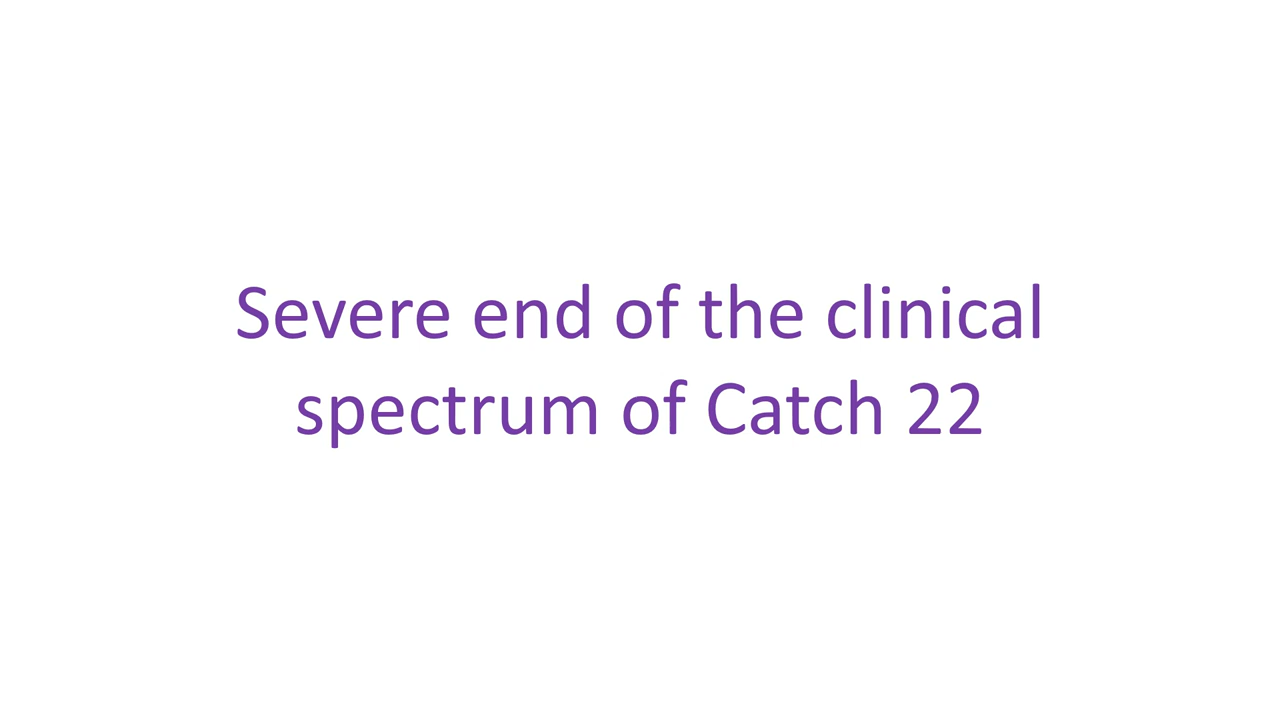 Severe end of the clinical
spectrum of Catch 22